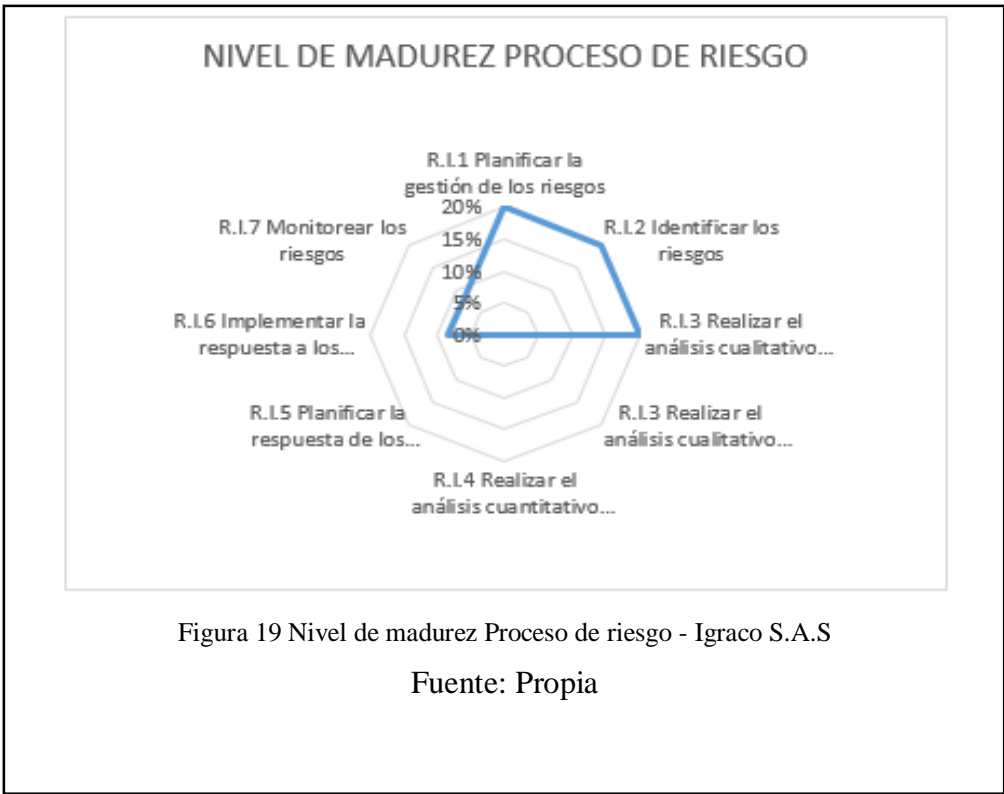 NIVEL DE MADUREZ PROCESO DE RIESGO
R.I.1 Planificar la
gestión de los riesgos
20%
15%
10%
5%
0%
R.I.2 Identificar los
riesgos
R.I.3 Realizar el
análisis cualitativo...
R.I.3 Realizar el
análisis cualitativo...
R.I.4 Realizar el
análisis cuantitativo...
R.I.5 Planificar la
respuesta de los...
R.I.6 Implementar la
respuesta a los...
R.I.7 Monitorear los
riesgos
Figura 19 Nivel de madurez Proceso de riesgo - Igraco S.A.S
Fuente: Propia